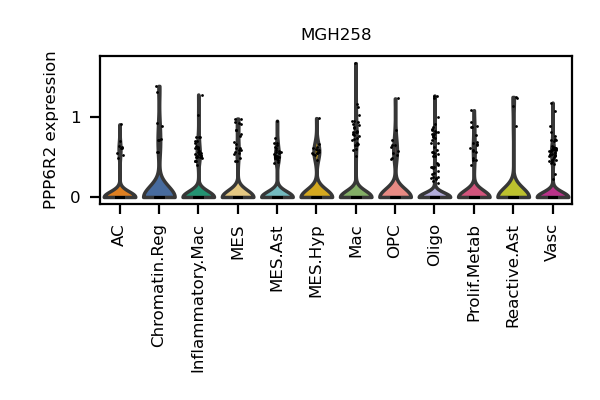 MGH258
PPP6R2 expression
1
0
AC
Chromatin.Reg
Inflammatory.Mac
MES
MES.Ast
MES.Hyp
Mac
OPC
Oligo
Prolif.Metab
Reactive.Ast
Vasc